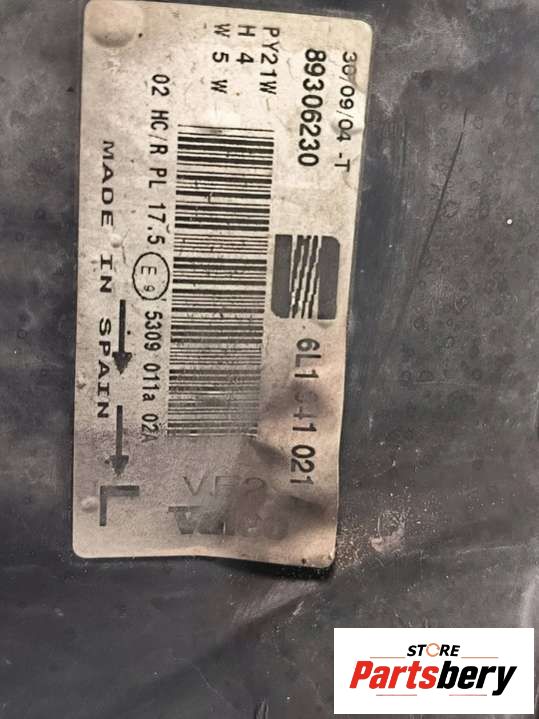 30/09/04 -T
89306230
6L1 941 021
PY21W
H 4
W 5 W
02 HC/R PL 17.5 E 9 5309 011a 02A
MADE IN SPAIN
L
STORE
Partsbery